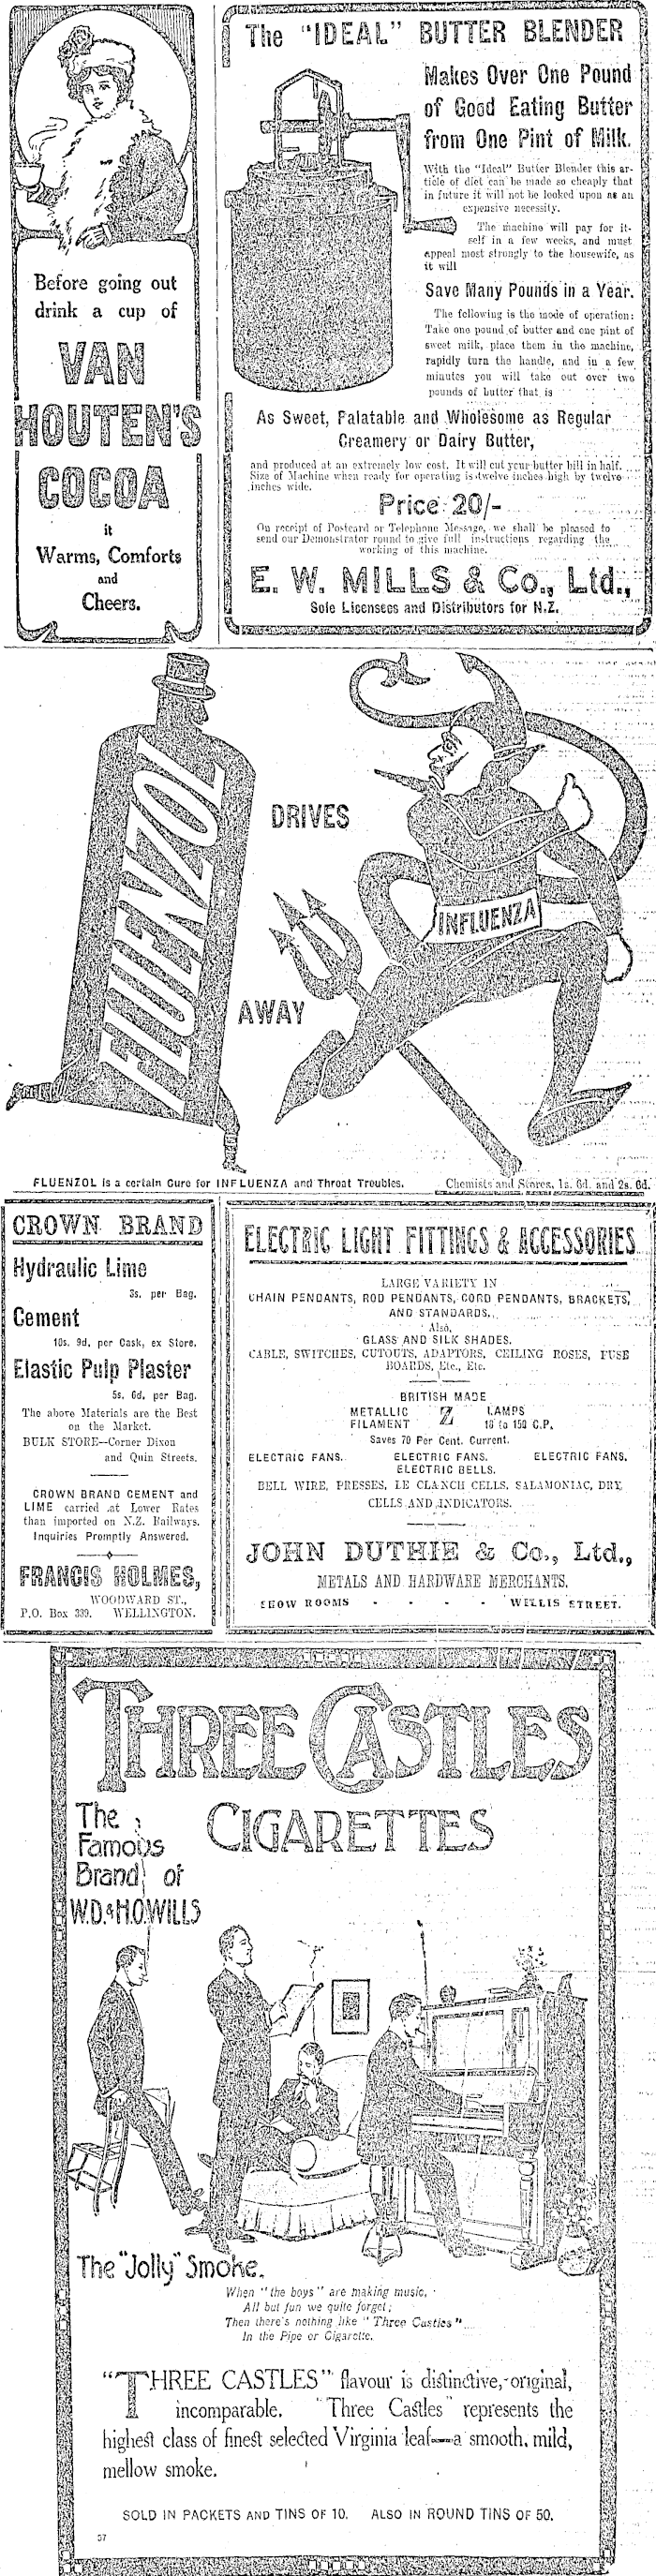 Before going out
drink a cup of
VAN
HOUTEN'S
COCOA
it
Warms, Comforts
and
Cheers.
The "IDEAL" BUTTER BLENDER
Makes Over One Pound
of Good Eating Butter
from One Pint of Milk.
With the "Ideal" Butter Blender this ar-
ticle of diet can be made so cheaply that
in future it will not be looked upon as an
expensive necessity.
The machine will pay for it-
self in a few weeks, and must
appeal most strongly to the housewife, as
it will
Save Many Pounds in a Year.
The following is the mode of operation:
Take one pound of butter and one pint of
sweet milk, place them in the machine,
rapidly turn the handle, and in a few
minutes you will take out over two
pounds of butter that is
As Sweet, Palatable and Wholesome as Regular
Creamery or Dairy Butter,
and produced at an extremely low cost. It will cut your butter bill in half.
Size of Machine when ready for operating is twelve inches high by twelve
inches wide.
Price 20/-
On receipt of Postcard or Telephone Message, we shall be pleased to
send our Demonstrator round to give full instructions regarding the
working of this machine.
E. W. MILLS & Co., Ltd.,
Sole Licensees and Distributors for N.Z.
FLUENZOL
DRIVES
AWAY
INFLUENZA
FLUENZOL is a certain Cure for INFLUENZA and Throat Troubles.
Chemists and Stores, 1s. 6d. and 2s. 6d.
CROWN BRAND
Hydraulic Lime
3s. per Bag.
Cement
10s. 9d. per Cask, ex Store.
Elastic Pulp Plaster
5s. 6d. per Bag.
The above Materials are the Best
on the Market.
BULK STORE--Corner Dixon
and Quin Streets.
CROWN BRAND CEMENT and
LIME carried at Lower Rates
than imported on N.Z. Railways.
Inquiries Promptly Answered.
FRANCIS HOLMES,
WOODWARD ST.,
P.O. Box 339. WELLINGTON.
ELECTRIC LIGHT FITTINGS & ACCESSORIES
LARGE VARIETY IN
CHAIN PENDANTS, ROD PENDANTS, CORD PENDANTS, BRACKETS,
AND STANDARDS.
Also,
GLASS AND SILK SHADES.
CABLE, SWITCHES, CUTOUTS, ADAPTORS, CEILING ROSES, FUSE
BOARDS, Etc., Etc.
BRITISH MADE
METALLIC Z LAMPS
FILAMENT 16 to 150 C.P.
Saves 70 Per Cent. Current.
ELECTRIC FANS. ELECTRIC FANS. ELECTRIC FANS.
ELECTRIC BELLS.
BELL WIRE, PRESSES, LE CLANCH CELLS, SALAMONIAC, DRY
CELLS AND INDICATORS.
JOHN DUTHIE & Co., Ltd.,
METALS AND HARDWARE MERCHANTS.
SHOW ROOMS - - - - WILLIS STREET.
THREE CASTLES
CIGARETTES
The
Famous
Brand of
W.D. & H.O. WILLS
The "Jolly" Smoke.
When "the boys" are making music,
All but fun we quite forget;
Then there's nothing like "Three Castles"
In the Pipe or Cigarette.
"THREE CASTLES" flavour is distinctive, original,
incomparable. "Three Castles" represents the
highest class of finest selected Virginia leaf—a smooth, mild,
mellow smoke.
SOLD IN PACKETS AND TINS OF 10. ALSO IN ROUND TINS OF 50.
57